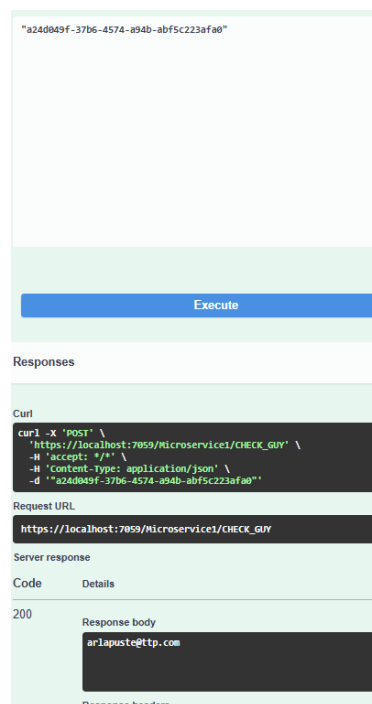 "a24d049f-37b6-4574-a94b-abf5c223afa0"
Execute
Responses
Curl
curl -X 'POST' \
'https://localhost:7059/Microservice1/CHECK_GUY' \
-H 'accept: */*' \
-H 'Content-Type: application/json' \
-d '"a24d049f-37b6-4574-a94b-abf5c223afa0"'
Request URL
https://localhost:7059/Microservice1/CHECK_GUY
Server response
Code Details
200
Response body
arlapuste@ttp.com
Response headers